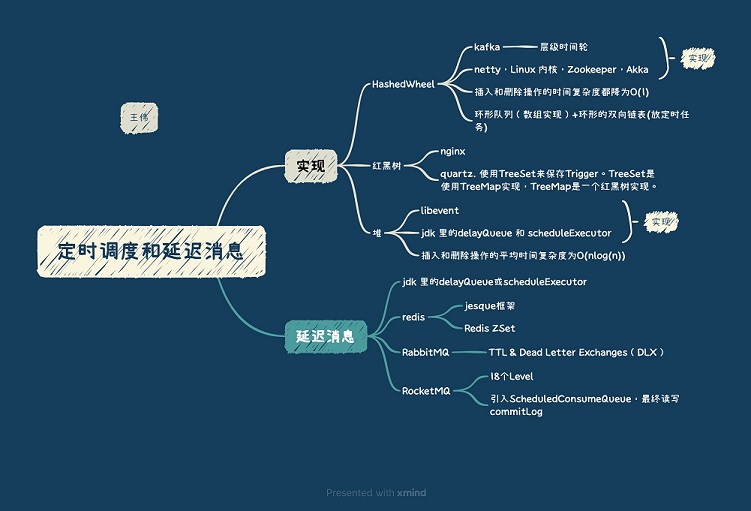 kafka
层级时间轮
实现
netty，Linux 内核，Zookeeper，Akka
HashedWheel
插入和删除操作的时间复杂度都降为O(1)
环形队列（数组实现）+环形的双向链表(放定时任
务)
王伟
实现
nginx
红黑树
quartz. 使用TreeSet来保存Trigger。TreeSet是
使用TreeMap实现，TreeMap是一个红黑树实现。
libevent
堆
jdk 里的delayQueue 和 scheduleExecutor
实现
插入和删除操作的平均时间复杂度为O(nlog(n))
定时调度和延迟消息
jdk 里的delayQueue或scheduleExecutor
jesque框架
redis
Redis ZSet
延迟消息
RabbitMQ
TTL & Dead Letter Exchanges（DLX）
18个Level
RocketMQ
引入ScheduledConsumeQueue，最终读写
commitLog
Presented with xmind